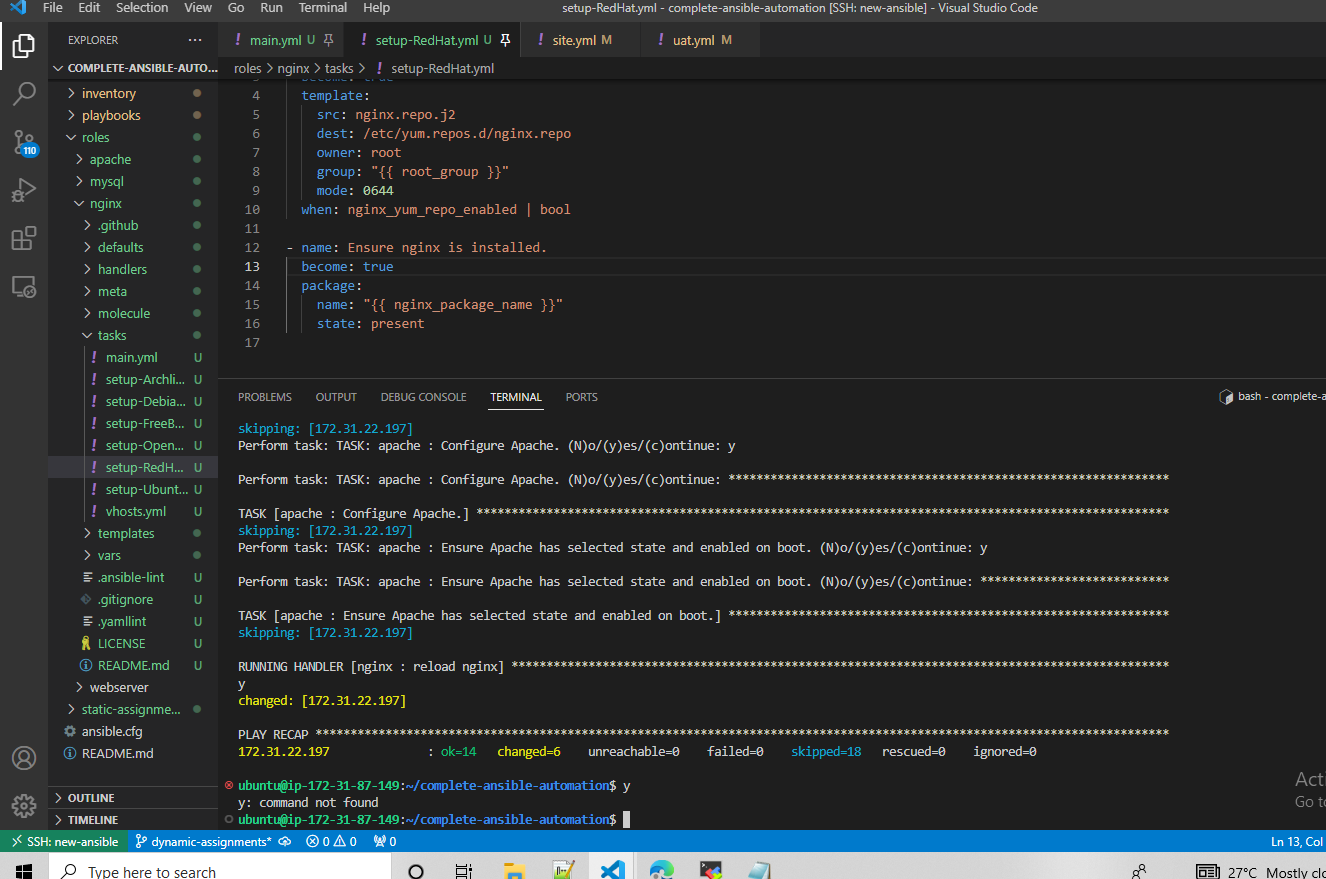 File Edit Selection View Go Run Terminal Help setup-RedHat.yml - complete-ansible-automation [SSH: new-ansible] - Visual Studio Code
EXPLORER ···
! main.yml U ! setup-RedHat.yml U ! site.yml M ! uat.yml M
COMPLETE-ANSIBLE-AUTO...
roles > nginx > tasks > ! setup-RedHat.yml
inventory
playbooks
roles
apache
mysql
nginx
.github
defaults
handlers
meta
molecule
tasks
! main.yml U
! setup-Archli... U
! setup-Debia... U
! setup-FreeB... U
! setup-Open... U
! setup-RedH... U
! setup-Ubunt... U
! vhosts.yml U
templates
vars
.ansible-lint U
.gitignore U
.yamllint U
LICENSE U
README.md U
webserver
static-assignme...
ansible.cfg
README.md
OUTLINE
TIMELINE
110
3 become: true
4 template:
5 src: nginx.repo.j2
6 dest: /etc/yum.repos.d/nginx.repo
7 owner: root
8 group: "{{ root_group }}"
9 mode: 0644
10 when: nginx_yum_repo_enabled | bool
11
12 - name: Ensure nginx is installed.
13 become: true
14 package:
15 name: "{{ nginx_package_name }}"
16 state: present
17
PROBLEMS OUTPUT DEBUG CONSOLE TERMINAL PORTS bash - complete-a
skipping: [172.31.22.197]
Perform task: TASK: apache : Configure Apache. (N)o/(y)es/(c)ontinue: y
Perform task: TASK: apache : Configure Apache. (N)o/(y)es/(c)ontinue: ***************************************************************
TASK [apache : Configure Apache.] ***************************************************************************************************
skipping: [172.31.22.197]
Perform task: TASK: apache : Ensure Apache has selected state and enabled on boot. (N)o/(y)es/(c)ontinue: y
Perform task: TASK: apache : Ensure Apache has selected state and enabled on boot. (N)o/(y)es/(c)ontinue: ***************************
TASK [apache : Ensure Apache has selected state and enabled on boot.] ***************************************************************
skipping: [172.31.22.197]
RUNNING HANDLER [nginx : reload nginx] **********************************************************************************************
y
changed: [172.31.22.197]
PLAY RECAP **************************************************************************************************************************
172.31.22.197 : ok=14 changed=6 unreachable=0 failed=0 skipped=18 rescued=0 ignored=0
ubuntu@ip-172-31-87-149:~/complete-ansible-automation$ y
y: command not found
ubuntu@ip-172-31-87-149:~/complete-ansible-automation$
Acti
Go to
SSH: new-ansible dynamic-assignments* 0 0 0 Ln 13, Col
Type here to search 27°C Mostly clo